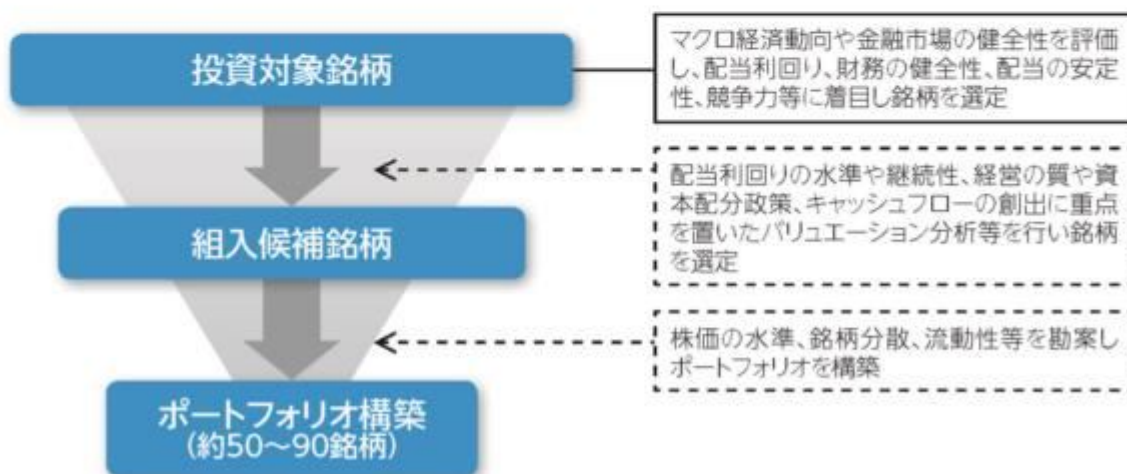 投資対象銘柄
マクロ経済動向や金融市場の健全性を評価
し、配当利回り、財務の健全性、配当の安定
性、競争力等に着目し銘柄を選定
配当利回りの水準や継続性、経営の質や資
本配分政策、キャッシュフローの創出に重点
を置いたバリュエーション分析等を行い銘柄
を選定
組入候補銘柄
株価の水準、銘柄分散、流動性等を勘案し
ポートフォリオを構築
ポートフォリオ構築
(約50～90銘柄)